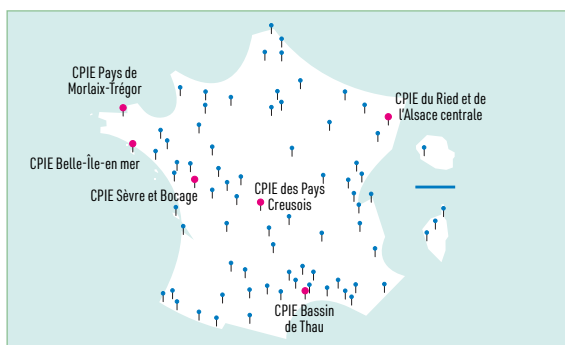 CPIE Pays de
Morlaix-Trégor
CPIE du Ried et de
l'Alsace centrale
CPIE Belle-Île-en mer
CPIE Sèvre et Bocage
CPIE des Pays
Creusois
CPIE Bassin
de Thau